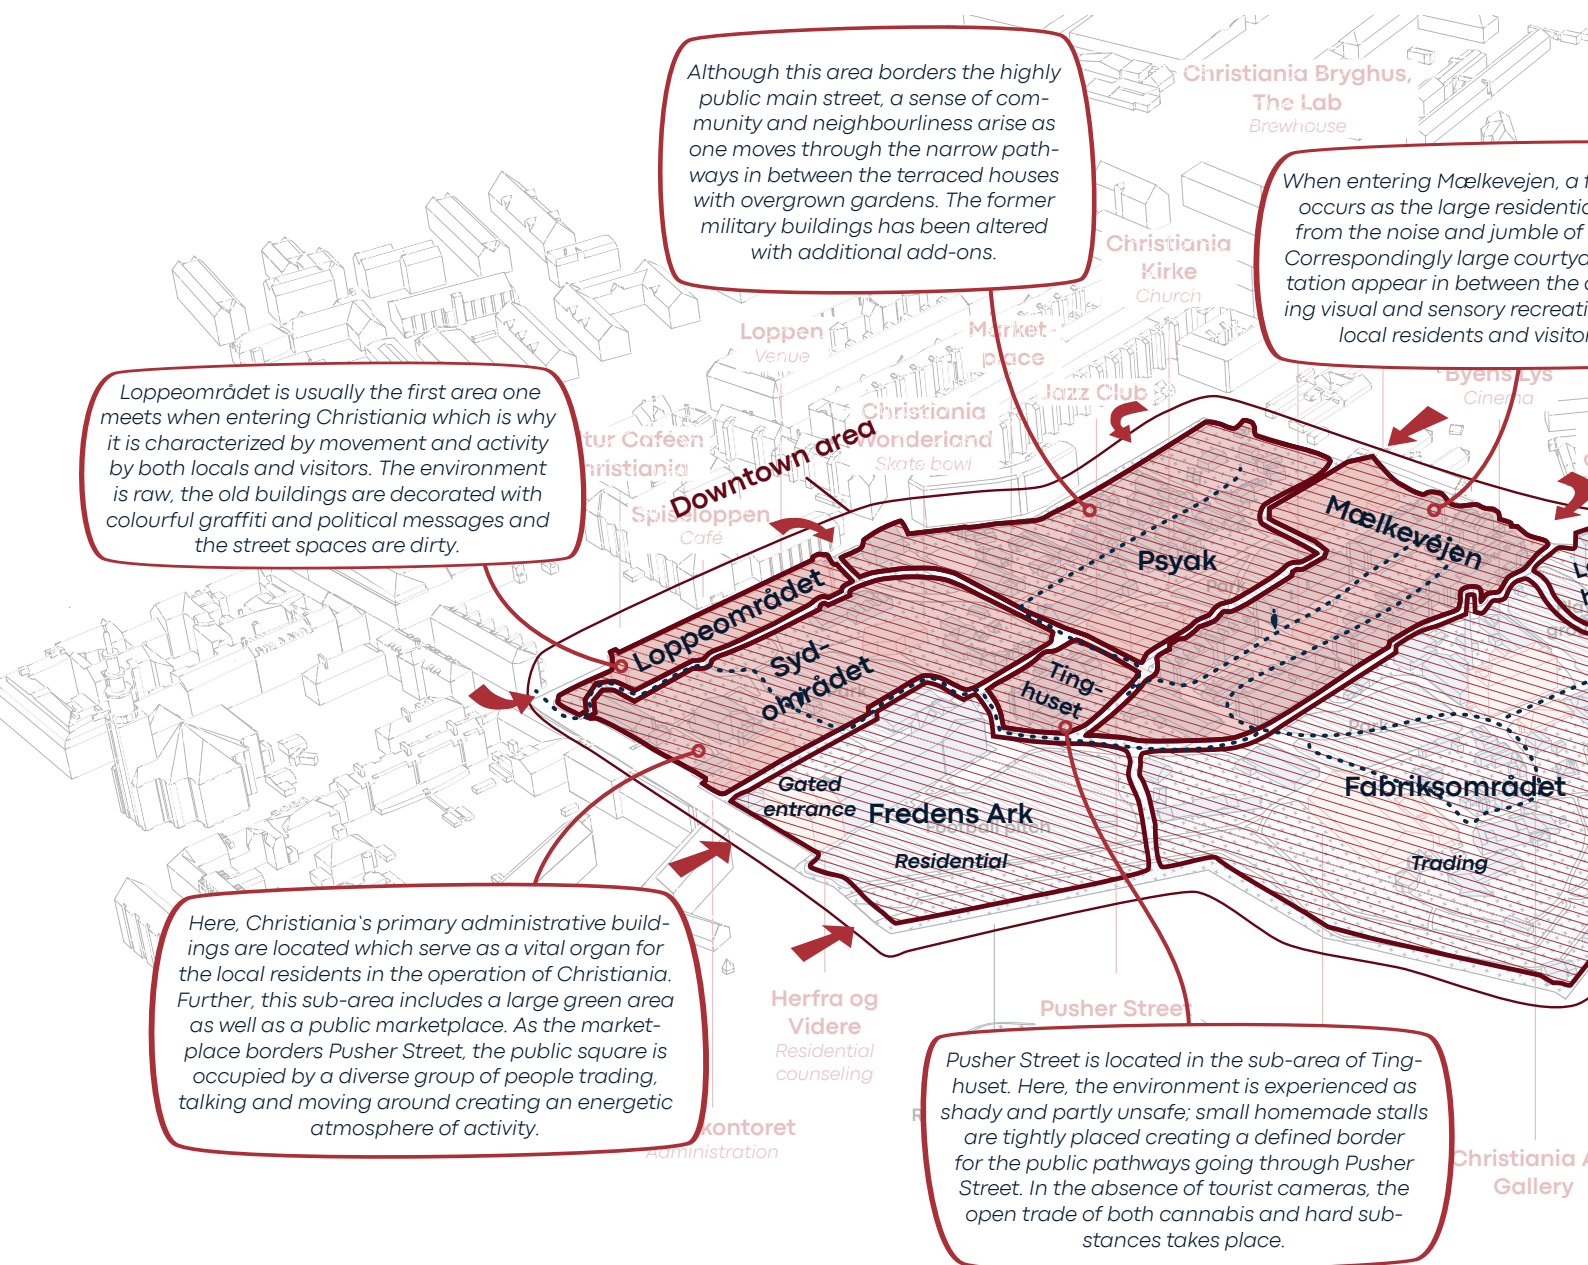 Although this area borders the highly
public main street, a sense of com-
munity and neighbourliness arise as
one moves through the narrow path-
ways in between the terraced houses
with overgrown gardens. The former
military buildings has been altered
with additional add-ons.
Christiania Bryghus,
The Lab
Brewhouse
When entering Mælkevejen, a f
occurs as the large residentia
from the noise and jumble of
Correspondingly large courtya
tation appear in between the
ing visual and sensory recreati
local residents and visitor
Christiania
Kirke
Church
Loppen
Venue
Market
place
Jazz Club
Byens Lys
Cinema
Loppeområdet is usually the first area one
meets when entering Christiania which is why
it is characterized by movement and activity
by both locals and visitors. The environment
is raw, the old buildings are decorated with
colourful graffiti and political messages and
the street spaces are dirty.
tur Caféen
hristiania
Christiania
Wonderland
Skate bowl
Downtown area
Spiseloppen
Café
Mælkevejen
Psyak
Loppeområdet
Syd-
området
Park
Ting-
huset
Park
Gated
entrance
Fredens Ark
Football pitch
Residential
Fabriksområdet
Trading
Here, Christiania`s primary administrative build-
ings are located which serve as a vital organ for
the local residents in the operation of Christiania.
Further, this sub-area includes a large green area
as well as a public marketplace. As the market-
place borders Pusher Street, the public square is
occupied by a diverse group of people trading,
talking and moving around creating an energetic
atmosphere of activity.
Herfra og
Videre
Residential
counseling
Pusher Street
kontoret
Administration
Pusher Street is located in the sub-area of Ting-
huset. Here, the environment is experienced as
shady and partly unsafe; small homemade stalls
are tightly placed creating a defined border
for the public pathways going through Pusher
Street. In the absence of tourist cameras, the
open trade of both cannabis and hard sub-
stances takes place.
Christiania A
Gallery